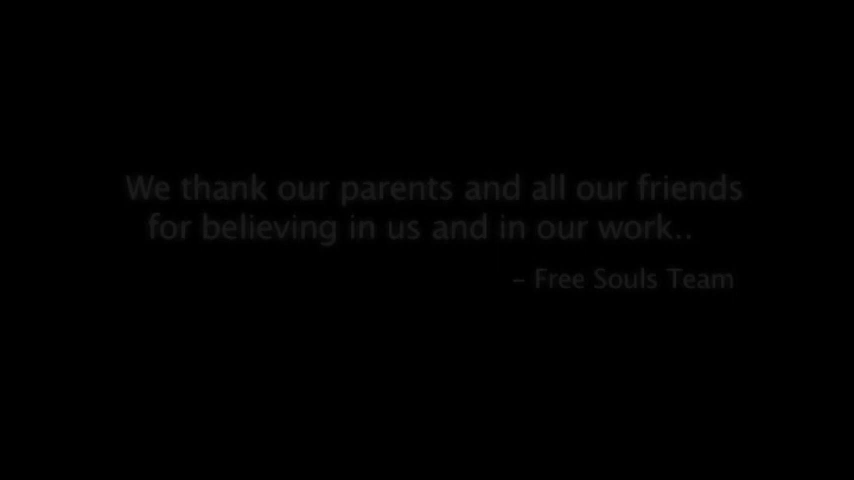 We thank our parents and all our friends
for believing in us and in our work..
– Free Souls Team